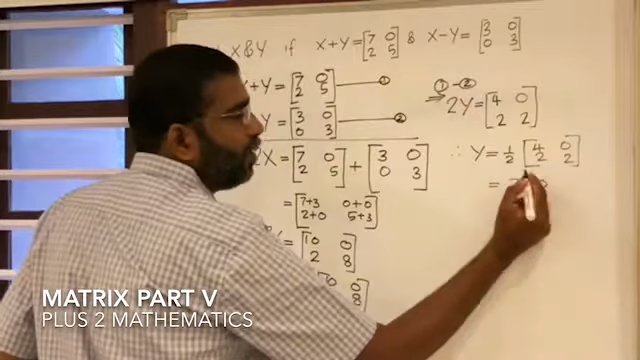 X & Y if X+Y= [7 0 2 5] & X-Y= [3 0 0 3]
+Y = [7 0 2 5] ①
Y = [3 0 0 3] ②
2X = [7 0 2 5] + [3 0 0 3]
= [7+3 0+0 2+0 5+3]
= [10 0 2 8]
0 0
8
①-②
⇒ 2Y = [4 0 2 2]
∴ Y = 1/2 [4 0 2 2]
=
MATRIX PART V
PLUS 2 MATHEMATICS